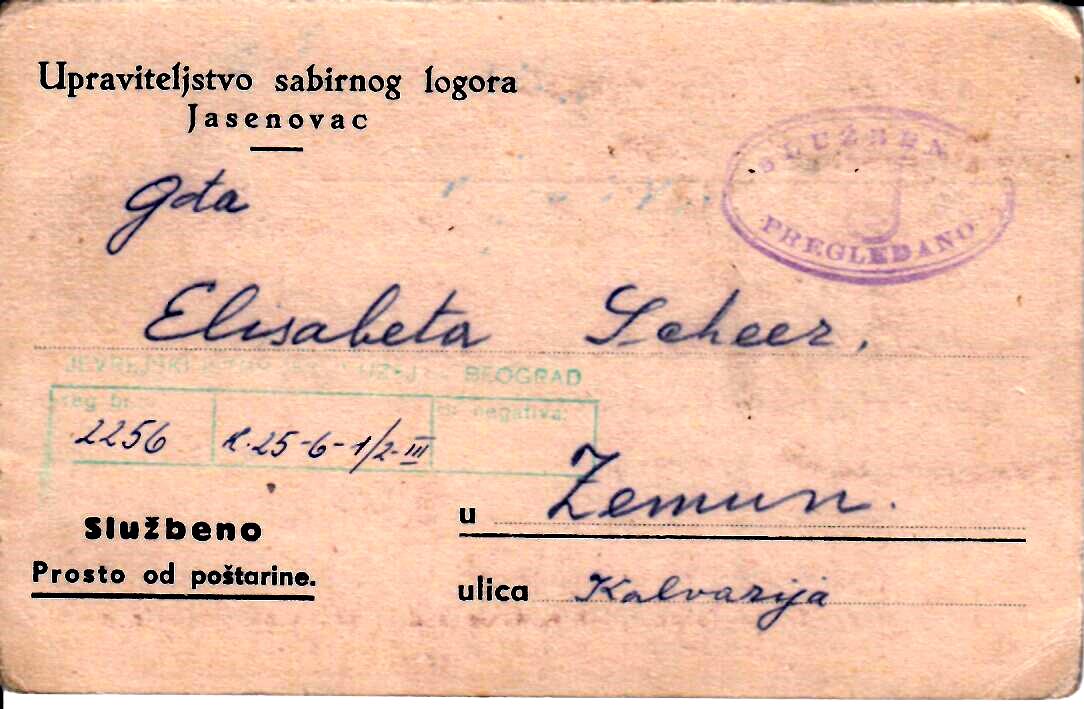 Upraviteljstvo sabirnog logora
Jasenovac
SLUŽBEN
J
PREGLEDANO
Gđa
Elisabeta Scheer,
JEVREJSKI BEOGRAD
reg br.
negativa:
2256
K.25-6-1/2-III
Službeno
Prosto od poštarine.
u Zemun.
ulica Kalvarija